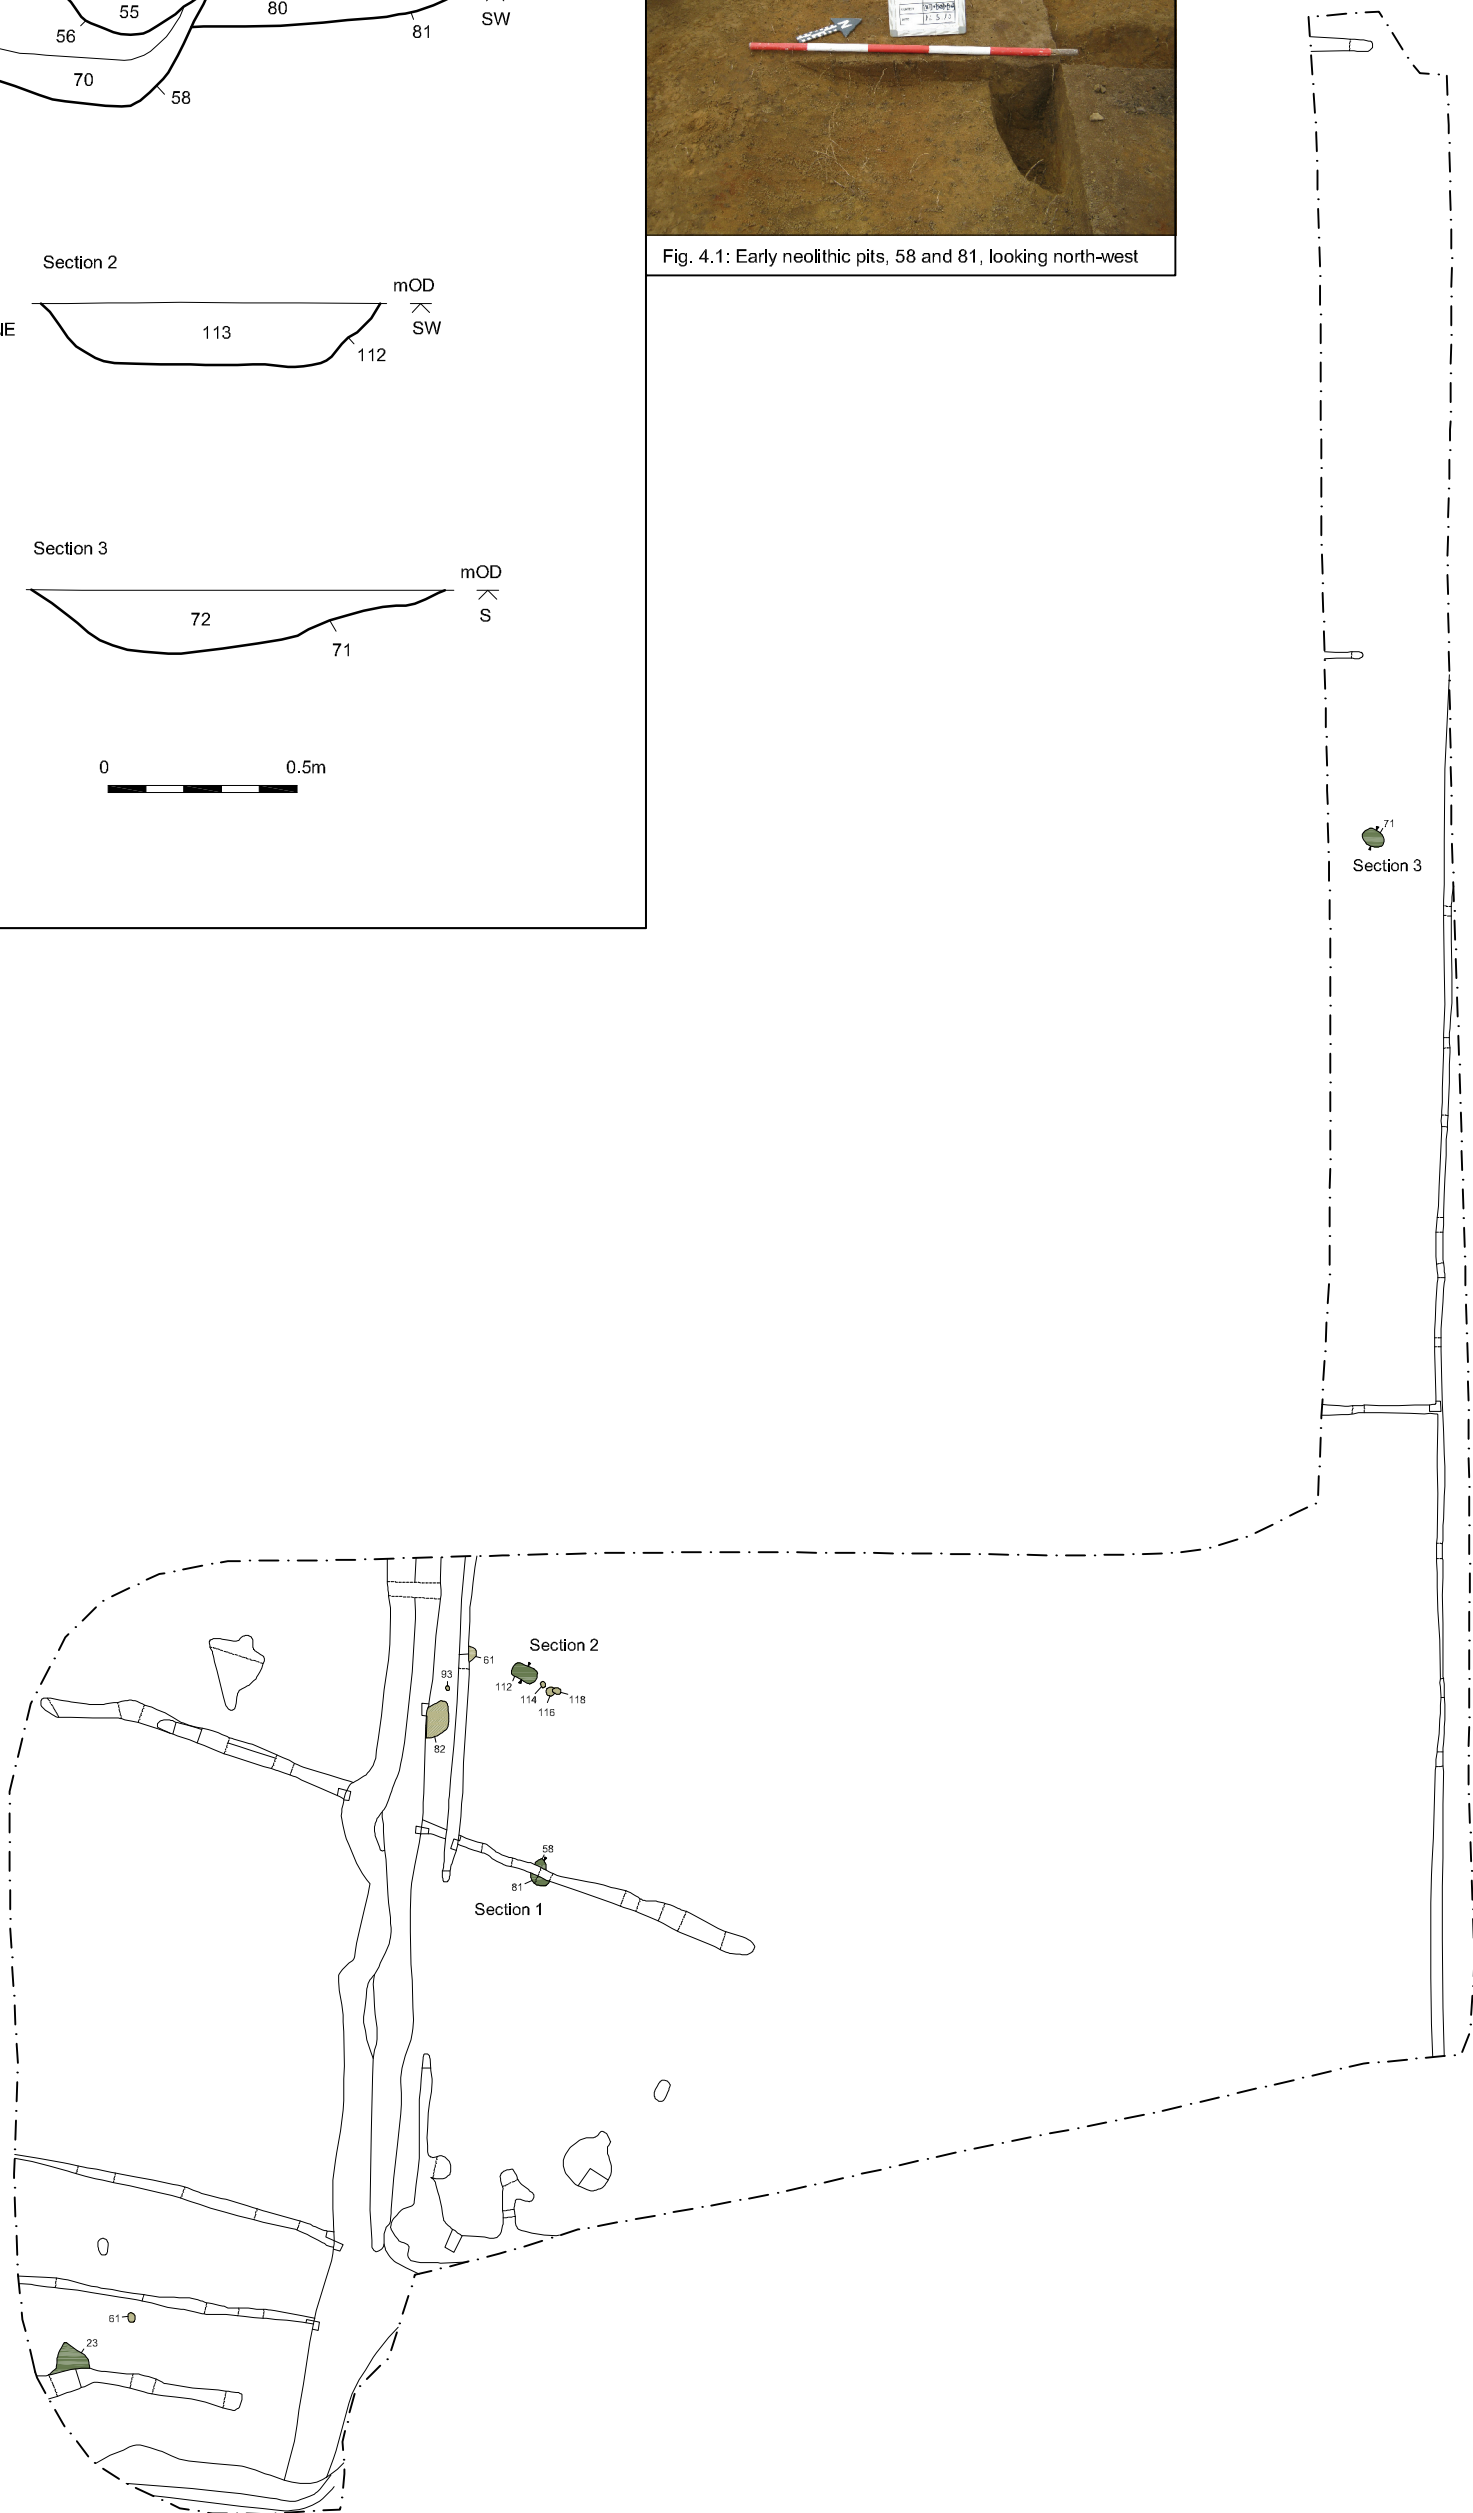 55
80
SW
56
81
70
58
N
Fig. 4.1: Early neolithic pits, 58 and 81, looking north-west
Section 2
mOD
SW
113
112
Section 3
mOD
S
72
71
0 0.5m
71
Section 3
Section 2
61
93
112
114
118
116
82
58
81
Section 1
61
23